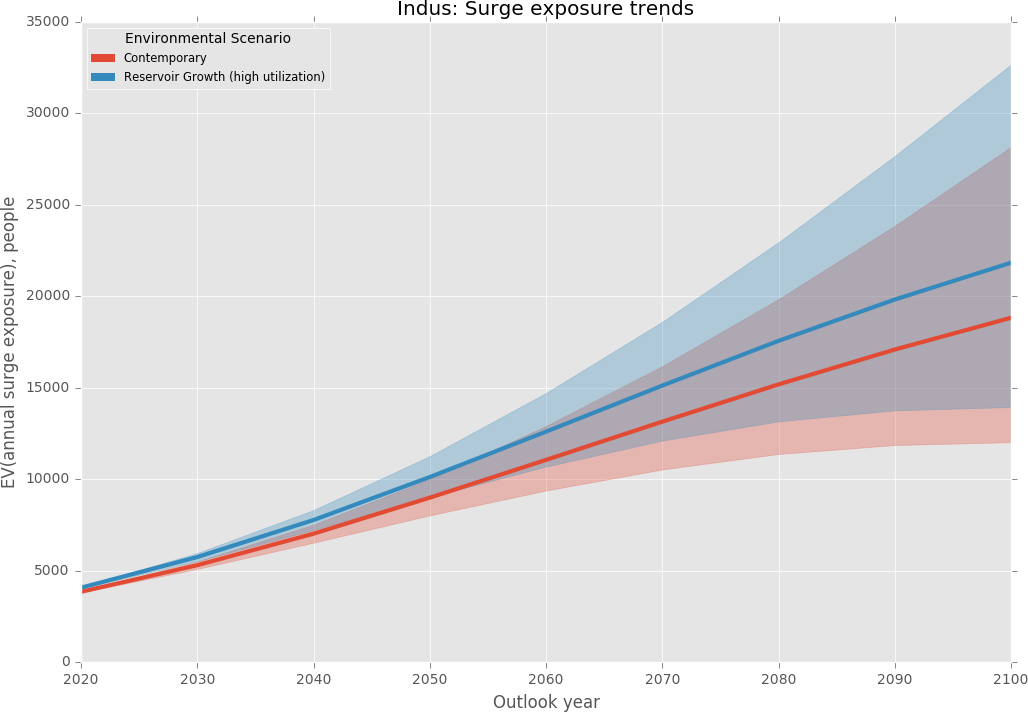 Indus: Surge exposure trends
35000
30000
25000
20000
15000
10000
5000
0
EV(annual surge exposure), people
Environmental Scenario
Contemporary
Reservoir Growth (high utilization)
2020 2030 2040 2050 2060 2070 2080 2090 2100
Outlook year